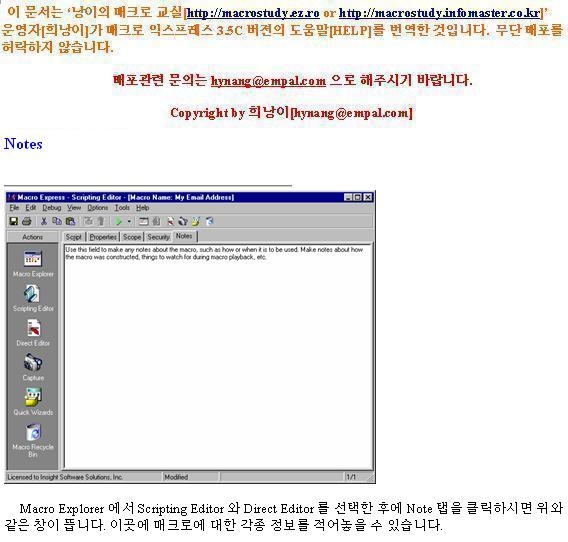 이 문서는 ‘낭이의 매크로 교실[http://macrostudy.ez.ro or http://macrostudy.infomaster.co.kr]’
운영자[희낭이]가 매크로 익스프레스 3.5C 버젼의 도움말[HELP]를 번역한 것입니다. 무단 배포를
허락하지 않습니다.
배포관련 문의는 hynang@empal.com 으로 해주시기 바랍니다.
Copyright by 희낭이[hynang@empal.com]
Notes
Macro Express - Scripting Editor - [Macro Name: My Email Address]
File Edit Debug View Options Tools Help
Actions
Script Properties Scope Security Notes
Use this field to make any notes about the macro, such as how or when it is to be used. Make notes about how
the macro was constructed, things to watch for during macro playback, etc.
Macro Explorer
Scripting Editor
Direct Editor
Capture
Quick Wizards
Macro Recycle
Bin
Licensed to Insight Software Solutions, Inc. Modified 1/1
Macro Explorer 에서 Scripting Editor 와 Direct Editor 를 선택한 후에 Note 탭을 클릭하시면 위와
같은 창이 뜹니다. 이곳에 매크로에 대한 각종 정보를 적어놓을 수 있습니다.